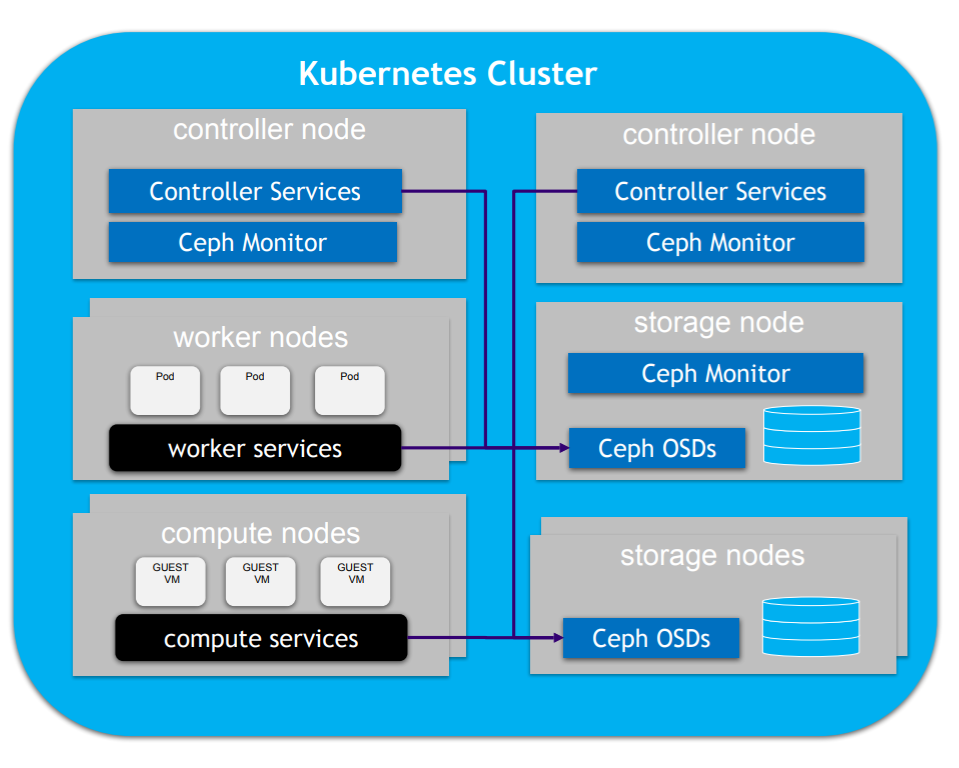 Kubernetes Cluster
controller node
Controller Services
Ceph Monitor
controller node
Controller Services
Ceph Monitor
worker nodes
Pod
Pod
Pod
worker services
storage node
Ceph Monitor
Ceph OSDs
compute nodes
GUEST
VM
GUEST
VM
GUEST
VM
compute services
storage nodes
Ceph OSDs